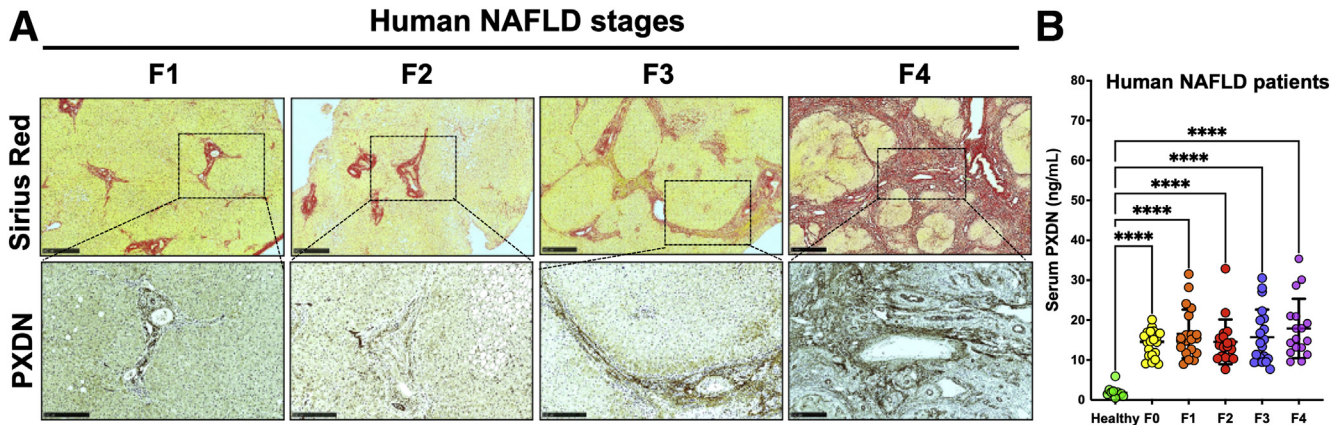 A
Human NAFLD stages
F1 F2 F3 F4
Sirius Red
PXDN
B
Human NAFLD patients
Serum PXDN (ng/mL)
80
70
60
50
40
30
20
10
0
****
****
****
****
****
Healthy F0 F1 F2 F3 F4